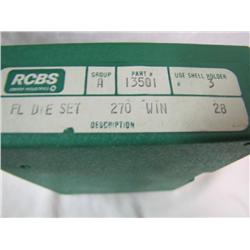 RCBS GROUP PART # USE SHELL HOLDER
A 13501 # 3
FL DIE SET 270 WIN 28
DESCRIPTION